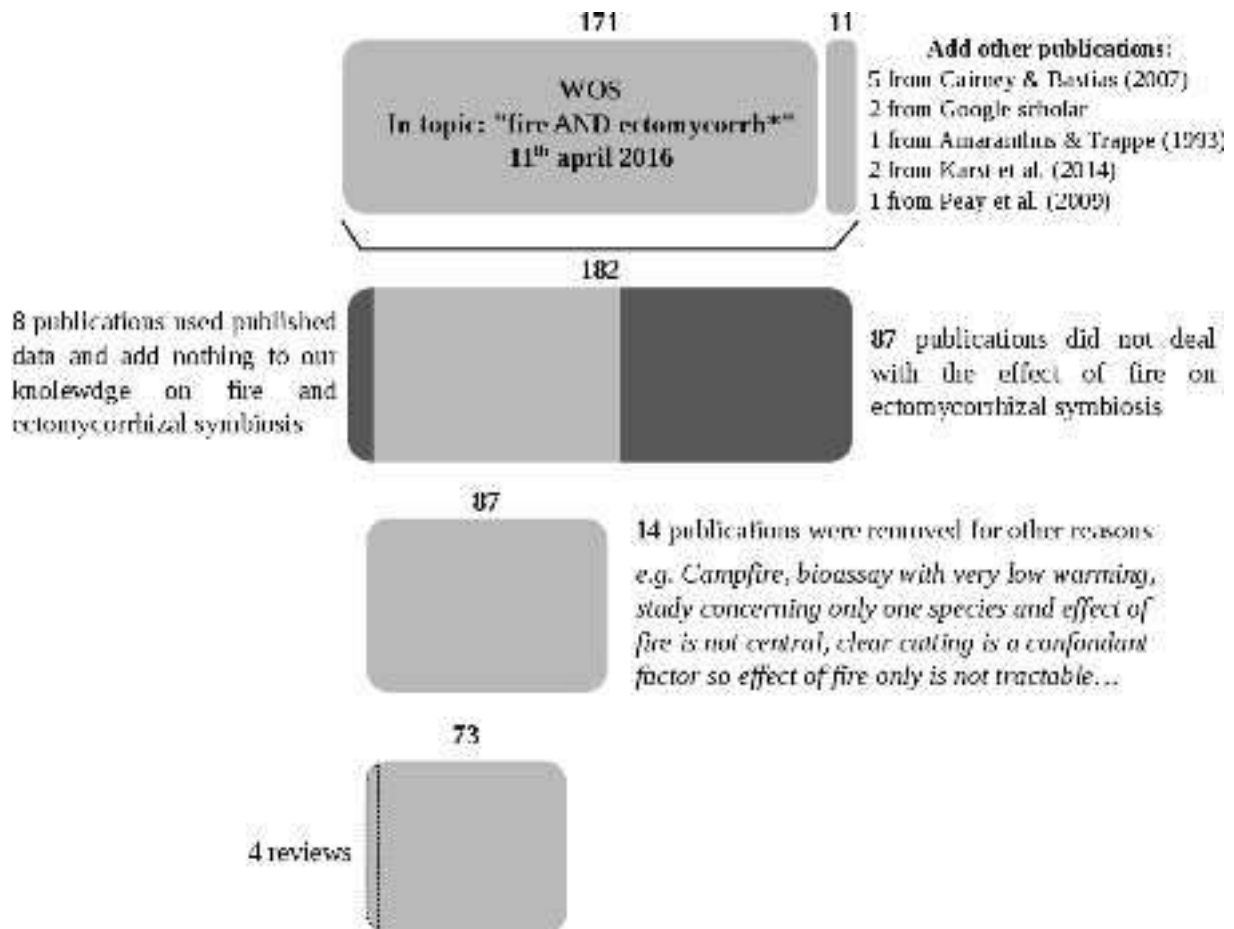 171
11
WOS
In topic: "fire AND ectomycorrh*"
11th april 2016
Add other publications:
5 from Cairney & Bastias (2007)
2 from Google scholar
1 from Amaranthus & Trappe (1993)
2 from Karst et al. (2014)
1 from Peay et al. (2009)
182
8 publications used published
data and add nothing to our
knolewdge on fire and
ectomycorrhizal symbiosis
87 publications did not deal
with the effect of fire on
ectomycorrhizal symbiosis
87
14 publications were removed for other reasons
e.g. Campfire, bioassay with very low warming,
study concerning only one species and effect of
fire is not central, clear cutting is a confondant
factor so effect of fire only is not tractable…
73
4 reviews